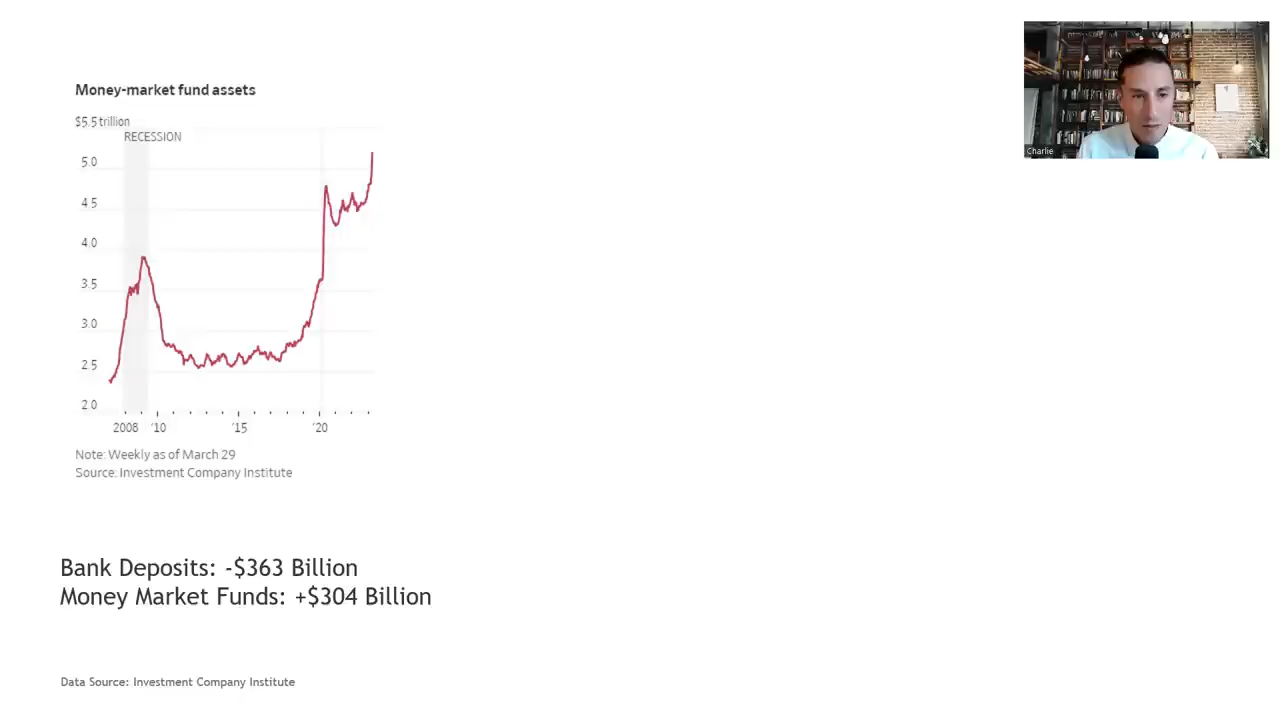 Money-market fund assets
$5.5 trillion
RECESSION
5.0
4.5
4.0
3.5
3.0
2.5
2.0
2008 '10 '15 '20
Note: Weekly as of March 29
Source: Investment Company Institute
Bank Deposits: -$363 Billion
Money Market Funds: +$304 Billion
Data Source: Investment Company Institute
Charlie